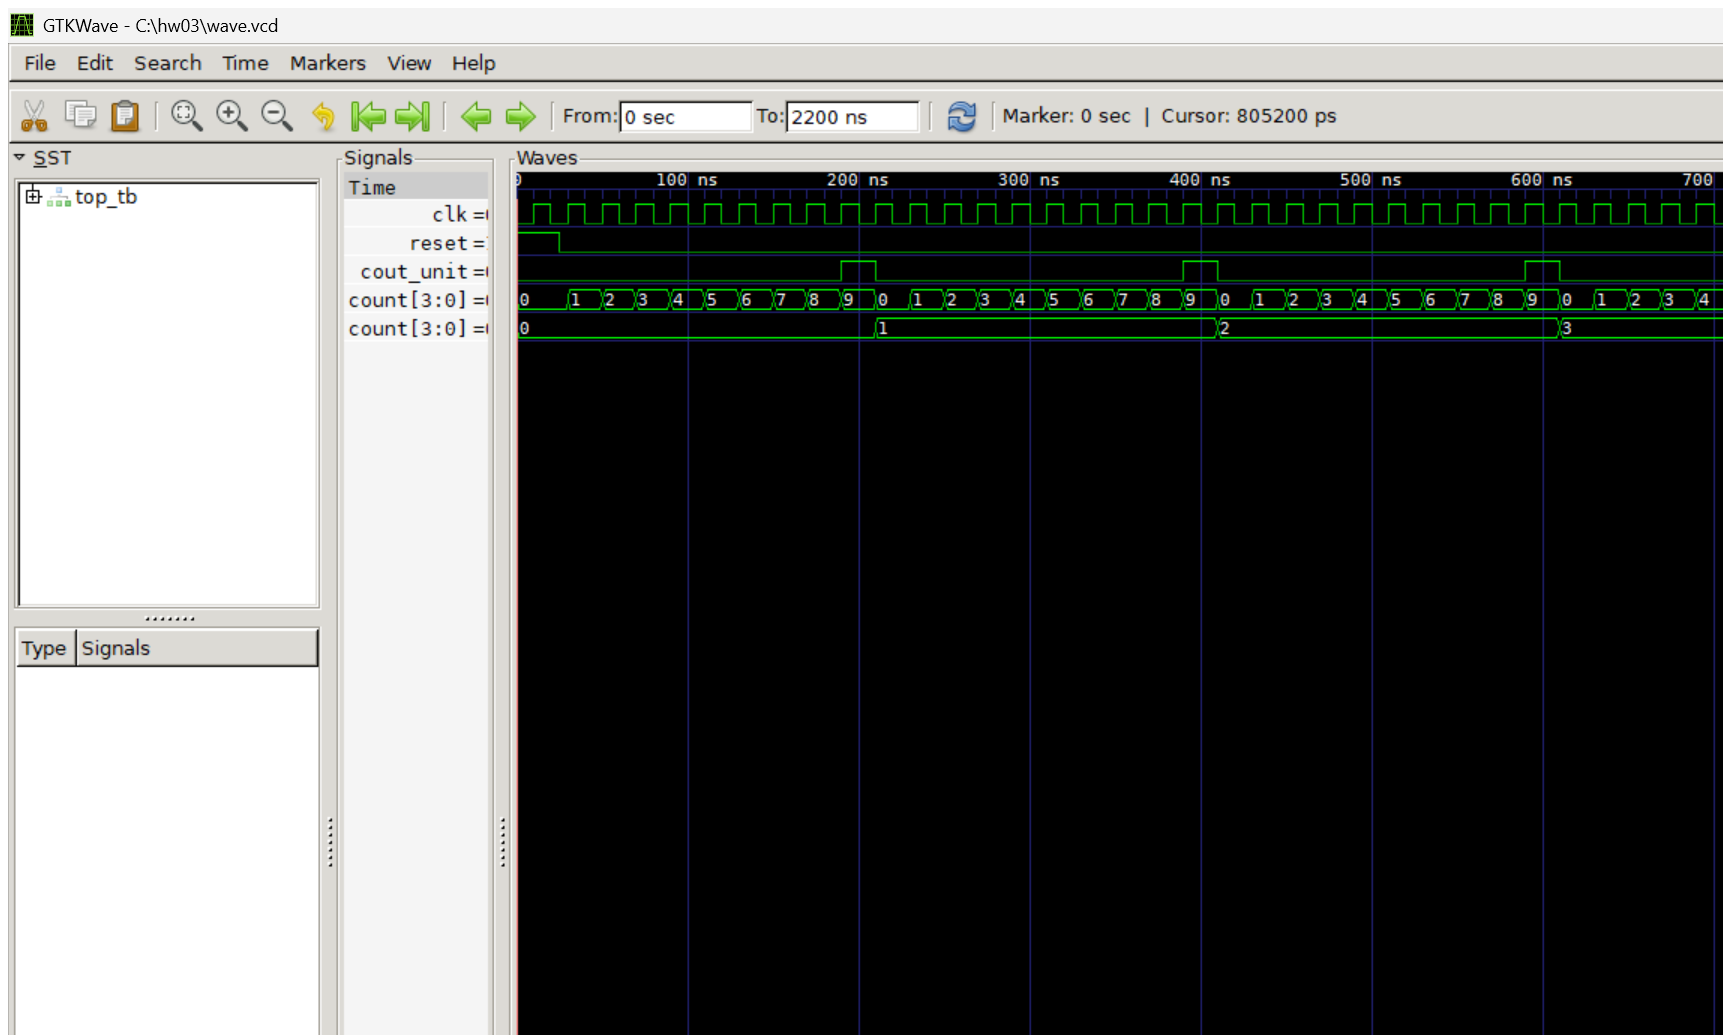 GTKWave - C:\hw03\wave.vcd
File Edit Search Time Markers View Help
From: 0 sec To: 2200 ns Marker: 0 sec | Cursor: 805200 ps
SST
top_tb
Type Signals
Signals
Time
clk =
reset =
cout_unit =
count[3:0] =
count[3:0] =
Waves
0 100 ns 200 ns 300 ns 400 ns 500 ns 600 ns 700
0 1 2 3 4 5 6 7 8 9 0 1 2 3 4 5 6 7 8 9 0 1 2 3 4 5 6 7 8 9 0 1 2 3 4
0 1 2 3